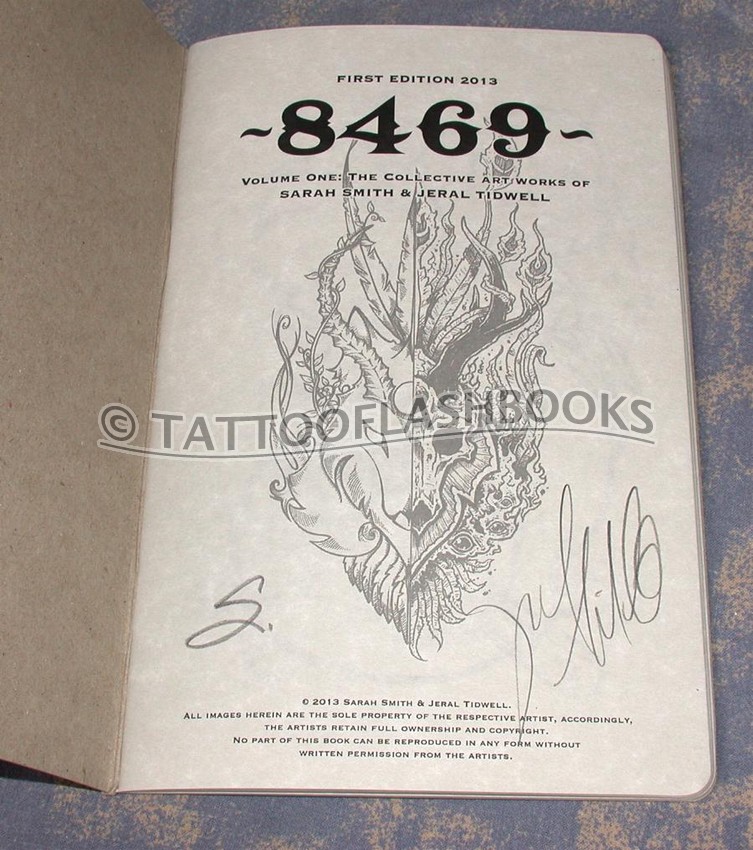 FIRST EDITION 2013
~8469~
VOLUME ONE: THE COLLECTIVE ART WORKS OF
SARAH SMITH & JERAL TIDWELL
© TATTOOFLASHBOOKS
S.
© 2013 SARAH SMITH & JERAL TIDWELL.
ALL IMAGES HEREIN ARE THE SOLE PROPERTY OF THE RESPECTIVE ARTIST, ACCORDINGLY,
THE ARTISTS RETAIN FULL OWNERSHIP AND COPYRIGHT.
NO PART OF THIS BOOK CAN BE REPRODUCED IN ANY FORM WITHOUT
WRITTEN PERMISSION FROM THE ARTISTS.